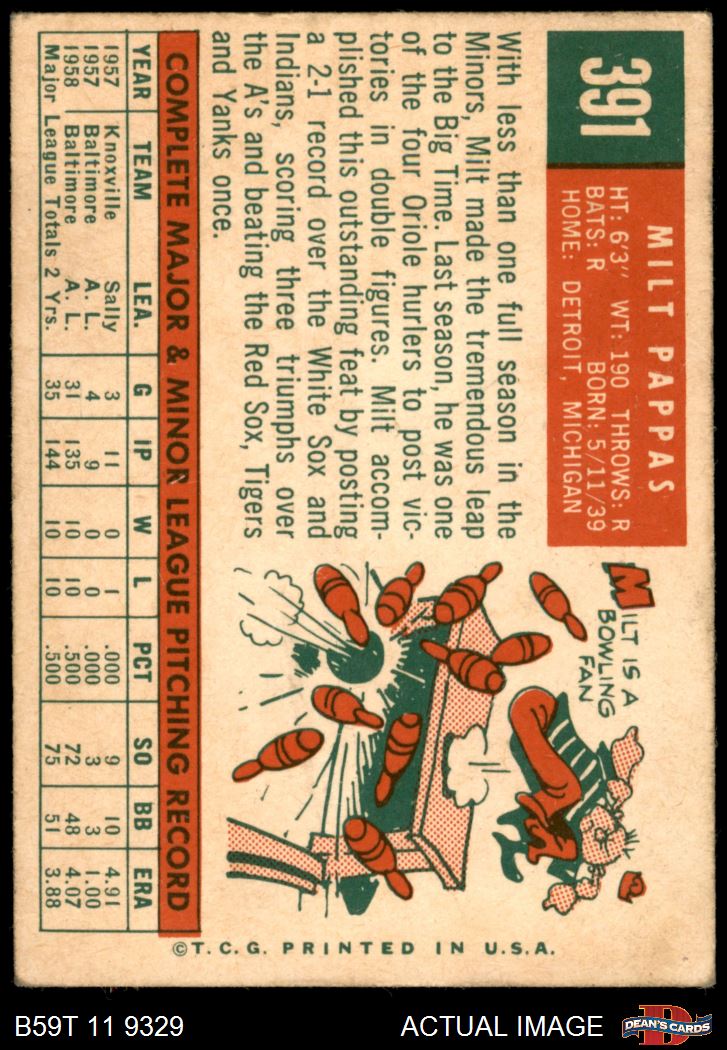 391
MILT PAPPAS
HT: 6'3" WT: 190 THROWS: R
BATS: R BORN: 5/11/39
HOME: DETROIT, MICHIGAN
With less than one full season in the
Minors, Milt made the tremendous leap
to the Big Time. Last season, he was one
of the four Oriole hurlers to post vic-
tories in double figures. Milt accom-
plished this outstanding feat by posting
a 2-1 record over the White Sox and
Indians, scoring three triumphs over
the A's and beating the Red Sox, Tigers
and Yanks once.
MILT IS A
BOWLING
FAN
COMPLETE MAJOR & MINOR LEAGUE PITCHING RECORD
YEAR TEAM LEA. G IP W L PCT SO BB ERA
1957 Knoxville Sally 3 11 0 1 .000 9 10 4.91
1957 Baltimore A. L. 4 9 0 0 .000 3 3 1.00
1958 Baltimore A. L. 31 135 10 10 .500 72 48 4.07
Major League Totals 2 Yrs. 35 144 10 10 .500 75 51 3.88
©T.C.G. PRINTED IN U.S.A.
B59T 11 9329 ACTUAL IMAGE
D
DEAN'S CARDS